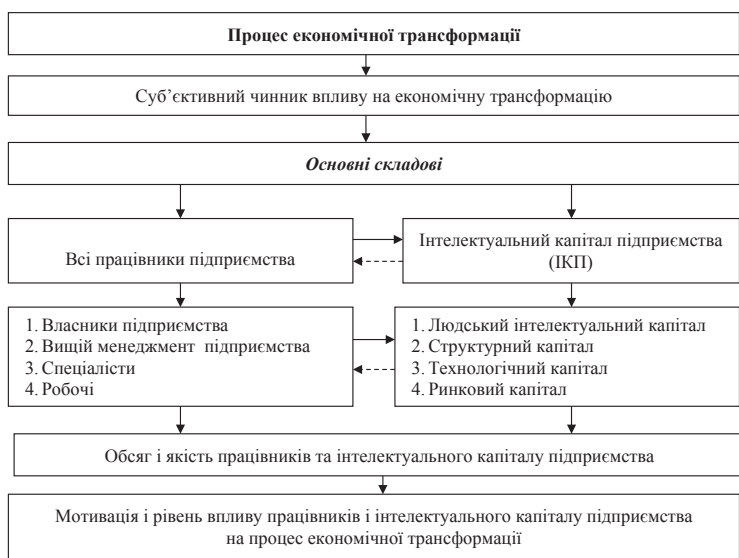 Процес економічної трансформації
Суб’єктивний чинник впливу на економічну трансформацію
Основні складові
Всі працівники підприємства
Інтелектуальний капітал підприємства
(ІКП)
1. Власники підприємства
2. Вищій менеджмент підприємства
3. Спеціалісти
4. Робочі
1. Людський інтелектуальний капітал
2. Структурний капітал
3. Технологічний капітал
4. Ринковий капітал
Обсяг і якість працівників та інтелектуального капіталу підприємства
Мотивація і рівень впливу працівників і інтелектуального капіталу підприємства
на процес економічної трансформації